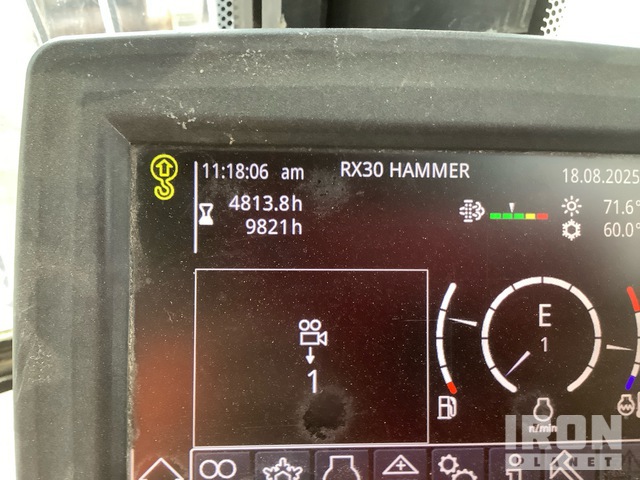 11:18:06 am
RX30 HAMMER
18.08.2025
4813.8h
9821h
71.6°
60.0°
E
1
1
n/min
IRON
PLANET